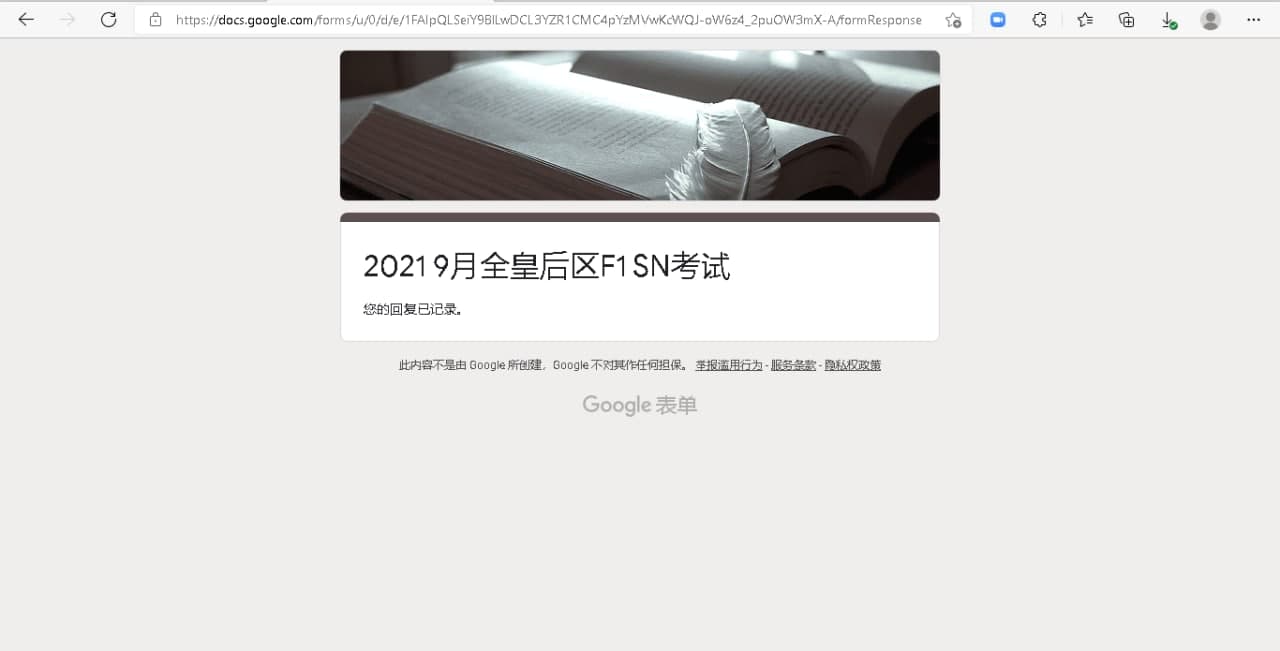 https://docs.google.com/forms/u/0/d/e/1FAIpQLSeiY9BlLwDCL3YZR1CMC4pYzMVwKcWQJ-oW6z4_2puOW3mX-A/formResponse
2021 9月全皇后区F1SN考试
您的回复已记录。
此内容不是由 Google 所创建，Google 不对其作任何担保。 举报滥用行为 - 服务条款 - 隐私权政策
Google 表单